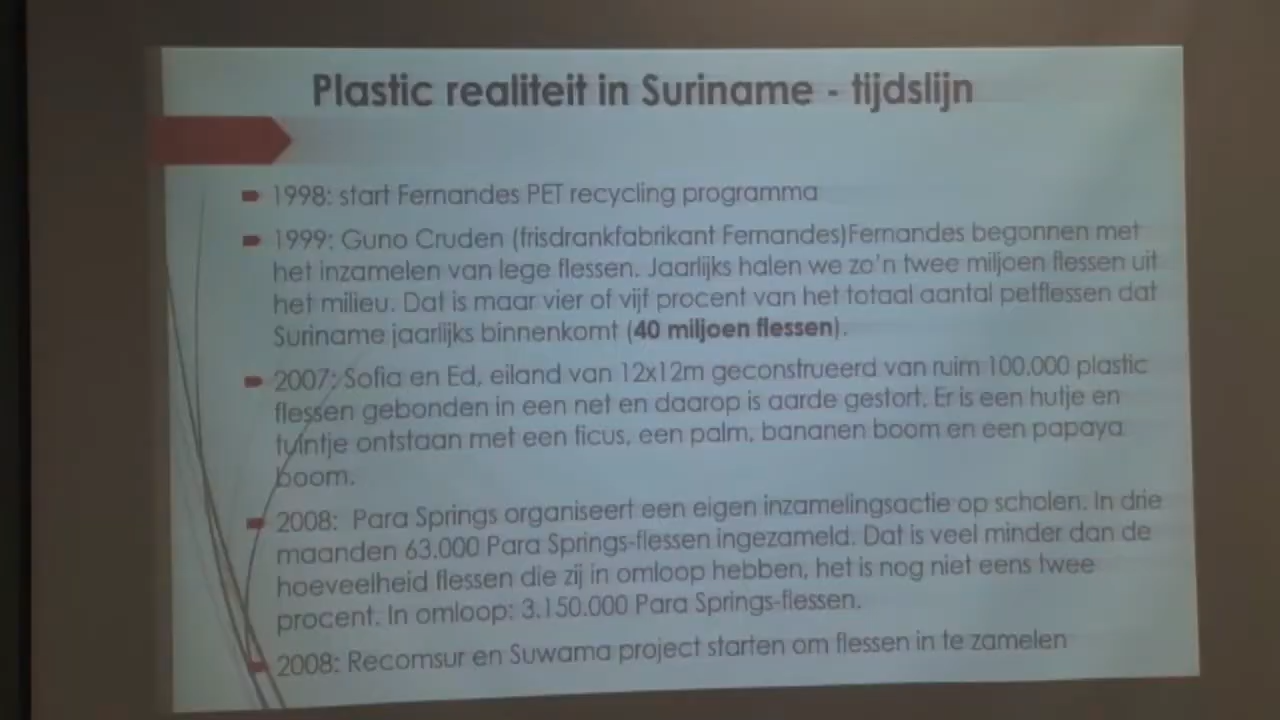 Plastic realiteit in Suriname - tijdslijn
1998: start Fernandes PET recycling programma
1999: Guno Cruden (frisdrankfabrikant Fernandes)Fernandes begonnen met
het inzamelen van lege flessen. Jaarlijks halen we zo'n twee miljoen flessen uit
het milieu. Dat is maar vier of vijf procent van het totaal aantal petflessen dat
Suriname jaarlijks binnenkomt (40 miljoen flessen).
2007: Sofia en Ed, eiland van 12x12m geconstrueerd van ruim 100.000 plastic
flessen gebonden in een net en daarop is aarde gestort. Er is een hutje en
tuintje ontstaan met een ficus, een palm, bananen boom en een papaya
boom.
2008: Para Springs organiseert een eigen inzamelingsactie op scholen. In drie
maanden 63.000 Para Springs-flessen ingezameld. Dat is veel minder dan de
hoeveelheid flessen die zij in omloop hebben, het is nog niet eens twee
procent. In omloop: 3.150.000 Para Springs-flessen.
2008: Recomsur en Suwama project starten om flessen in te zamelen